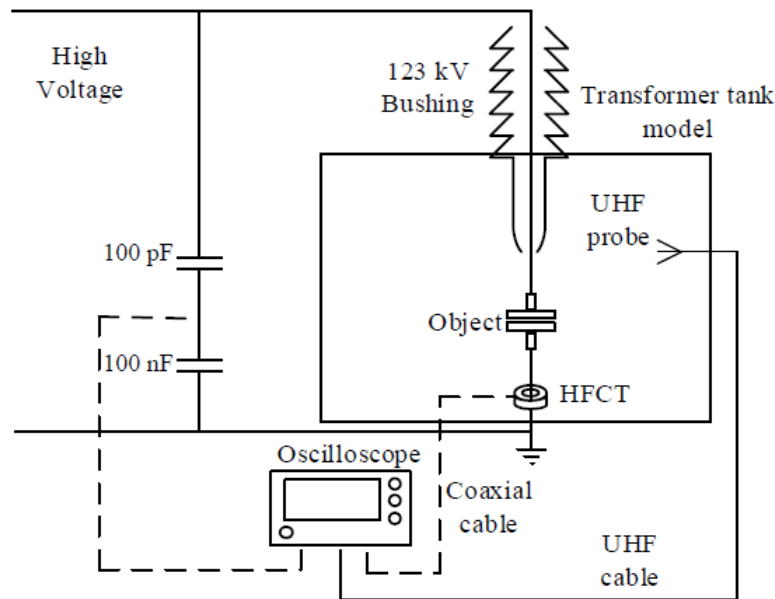 High
Voltage
123 kV
Bushing
Transformer tank
model
UHF
probe
100 pF
Object
100 nF
HFCT
Oscilloscope
Coaxial
cable
UHF
cable